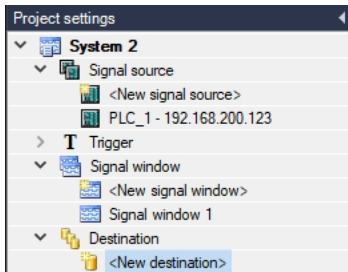 Project settings
System 2
Signal source
<New signal source>
PLC_1 - 192.168.200.123
T Trigger
Signal window
<New signal window>
Signal window 1
Destination
<New destination>